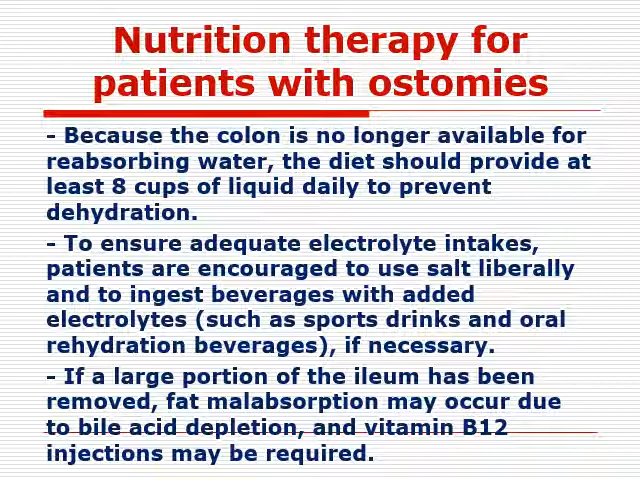 Nutrition therapy for
patients with ostomies
- Because the colon is no longer available for
reabsorbing water, the diet should provide at
least 8 cups of liquid daily to prevent
dehydration.
- To ensure adequate electrolyte intakes,
patients are encouraged to use salt liberally
and to ingest beverages with added
electrolytes (such as sports drinks and oral
rehydration beverages), if necessary.
- If a large portion of the ileum has been
removed, fat malabsorption may occur due
to bile acid depletion, and vitamin B12
injections may be required.